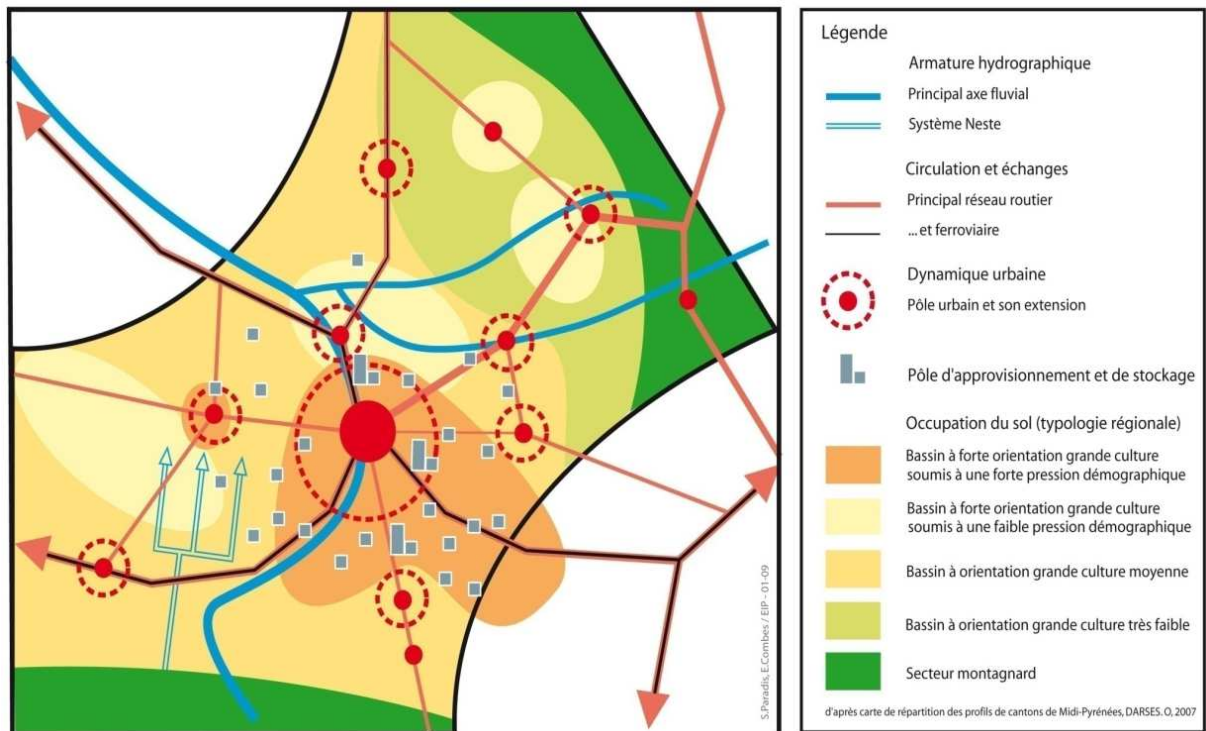 Légende
Armature hydrographique
Principal axe fluvial
Système Neste
Circulation et échanges
Principal réseau routier
... et ferroviaire
Dynamique urbaine
Pôle urbain et son extension
Pôle d'approvisionnement et de stockage
Occupation du sol (typologie régionale)
Bassin à forte orientation grande culture
soumis à une forte pression démographique
Bassin à forte orientation grande culture
soumis à une faible pression démographique
Bassin à orientation grande culture moyenne
Bassin à orientation grande culture très faible
Secteur montagnard
d'après carte de répartition des profils de cantons de Midi-Pyrénées, DARSES. O, 2007
S.Paradis, E.Combes / EIP - 01-09